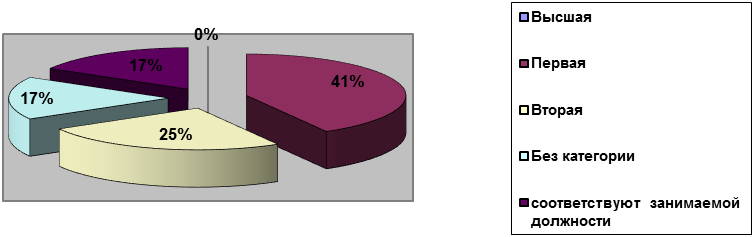 0%
17%
41%
17%
25%
Высшая
Первая
Вторая
Без категории
соответствуют занимаемой
должности